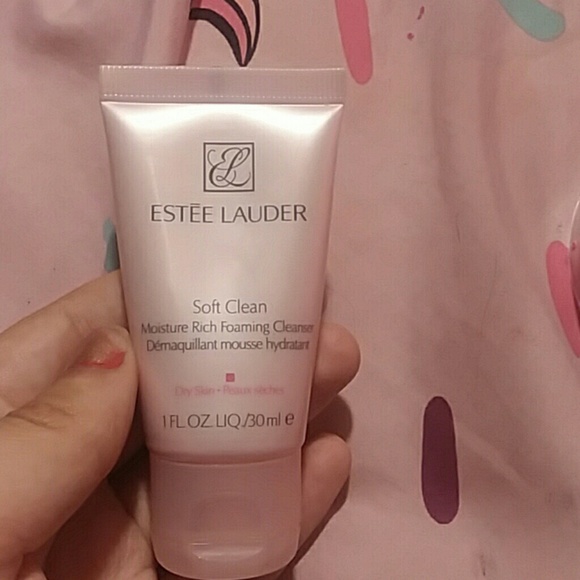 EL
ESTĒE LAUDER
Soft Clean
Moisture Rich Foaming Cleanser
Démaquillant mousse hydratant
Dry Skin • Peaux sèches
1 FL.OZ. LIQ./30 ml e